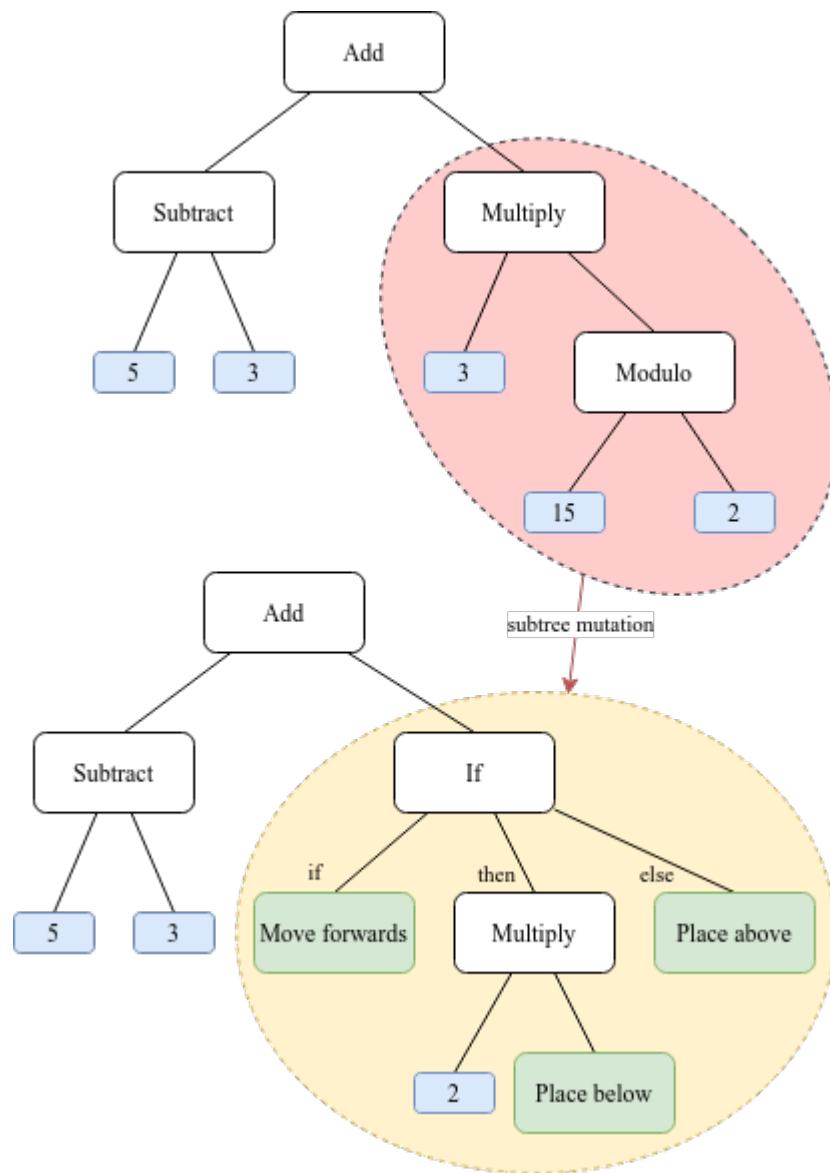 Add
Subtract
Multiply
5
3
3
Modulo
15
2
subtree mutation
Add
Subtract
If
if
then
else
5
3
Move forwards
Multiply
Place above
2
Place below